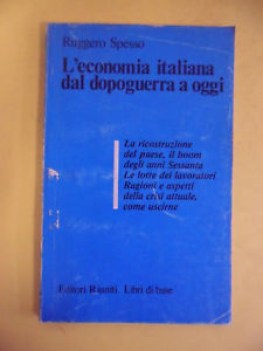 Ruggero Spesso
L'economia italiana
dal dopoguerra a oggi
La ricostruzione
del paese, il boom
degli anni Sessanta
Le lotte dei lavoratori
Ragioni e aspetti
della crisi attuale,
come uscirne
Editori Riuniti Libri di base